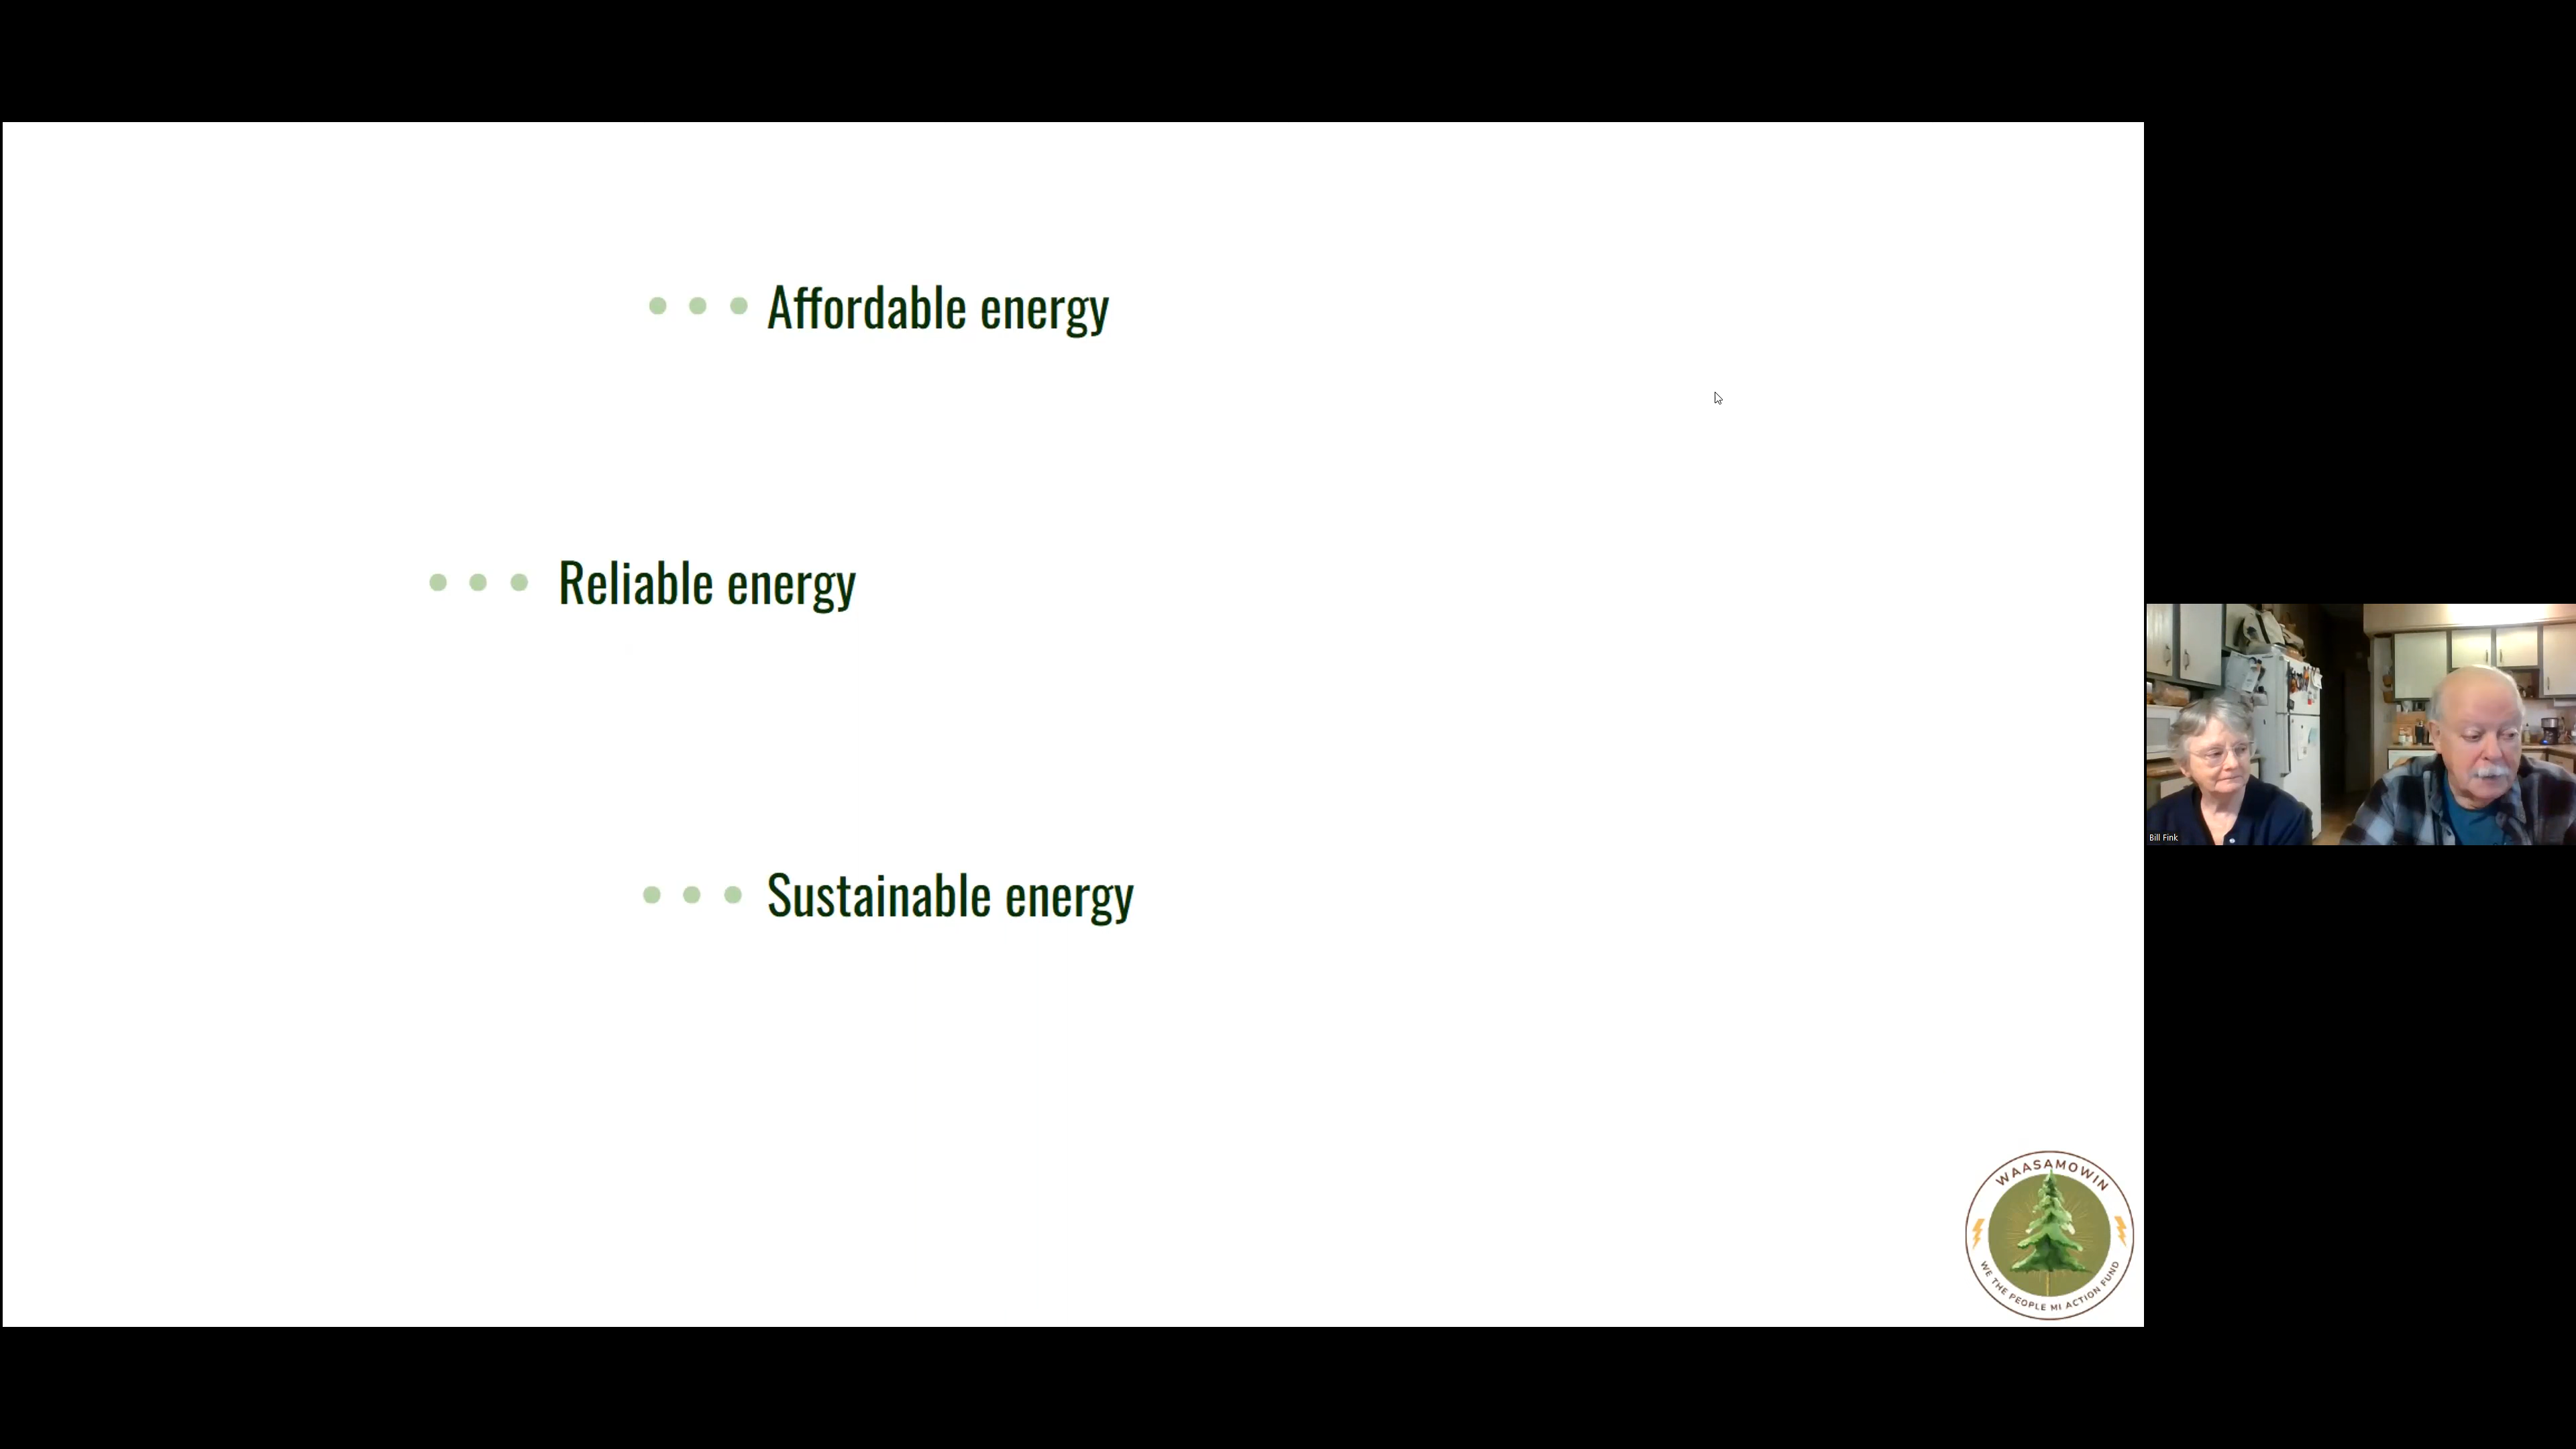 Affordable energy
Reliable energy
Sustainable energy
Bill Fink
WAASAMOWIN
WE THE PEOPLE MI ACTION FUND